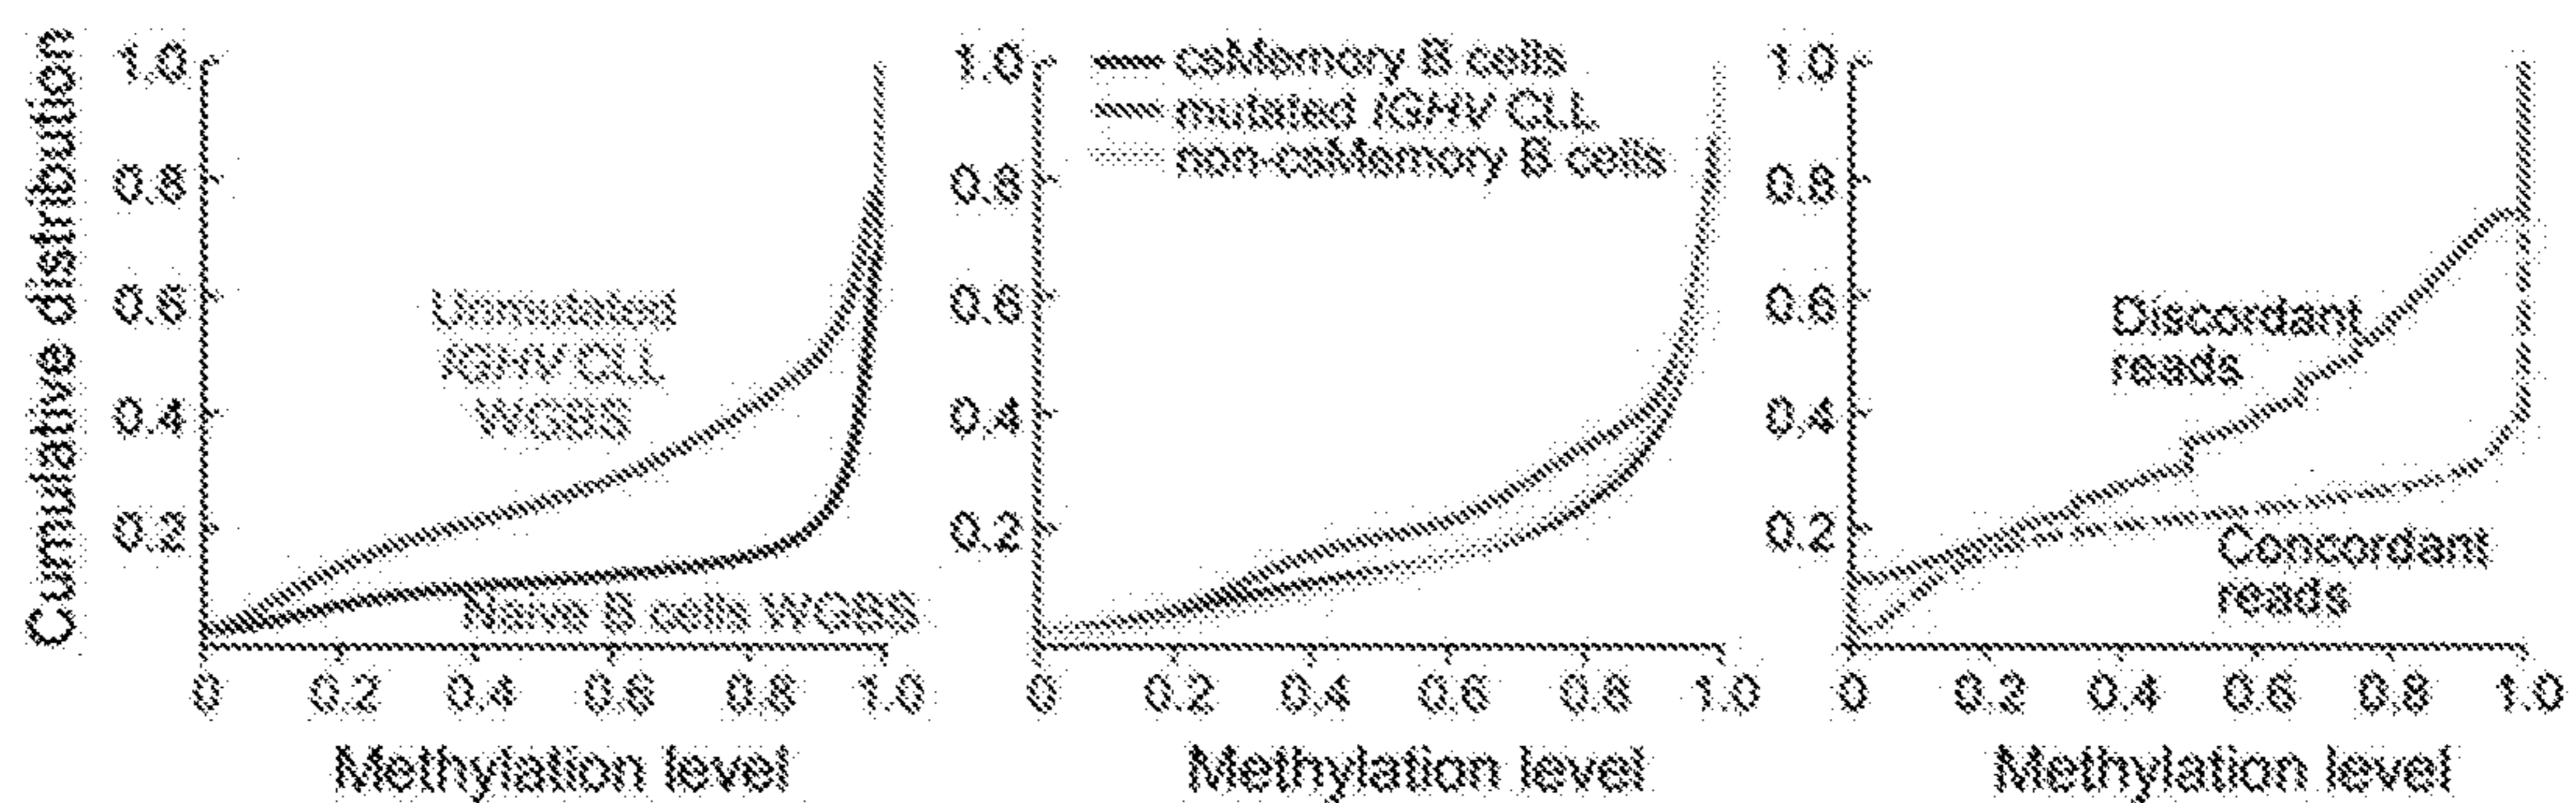 Cumulative distribution
1.0
0.8
0.6
0.4
0.2
0
0.2
0.4
0.6
0.8
1.0
Unmutated
IGHV CLL
WGBS
Naive B cells WGBS
Methylation level
1.0
0.8
0.6
0.4
0.2
0
0.2
0.4
0.6
0.8
1.0
csMemory B cells
mutated IGHV CLL
non-csMemory B cells
Methylation level
1.0
0.8
0.6
0.4
0.2
0
0.2
0.4
0.6
0.8
1.0
Discordant
reads
Concordant
reads
Methylation level